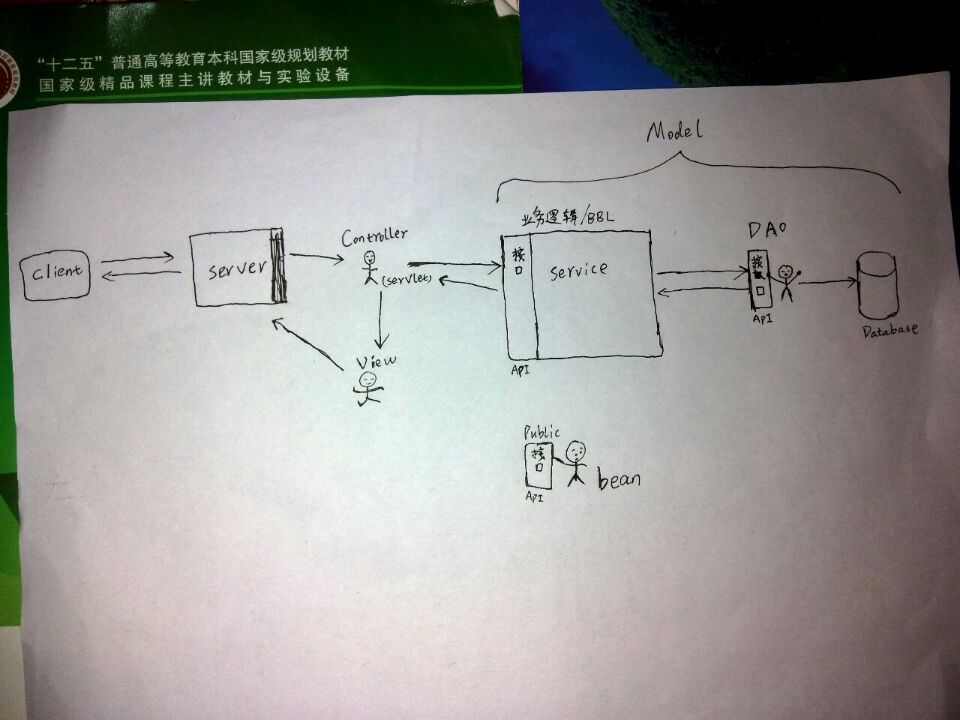 “十二五”普通高等教育本科国家级规划教材
国家级精品课程主讲教材与实验设备
Model
业务逻辑/BBL
DAO
Controller
client
server
(servlet)
接口
service
接口
API
Database
View
API
Public
接口
API
bean